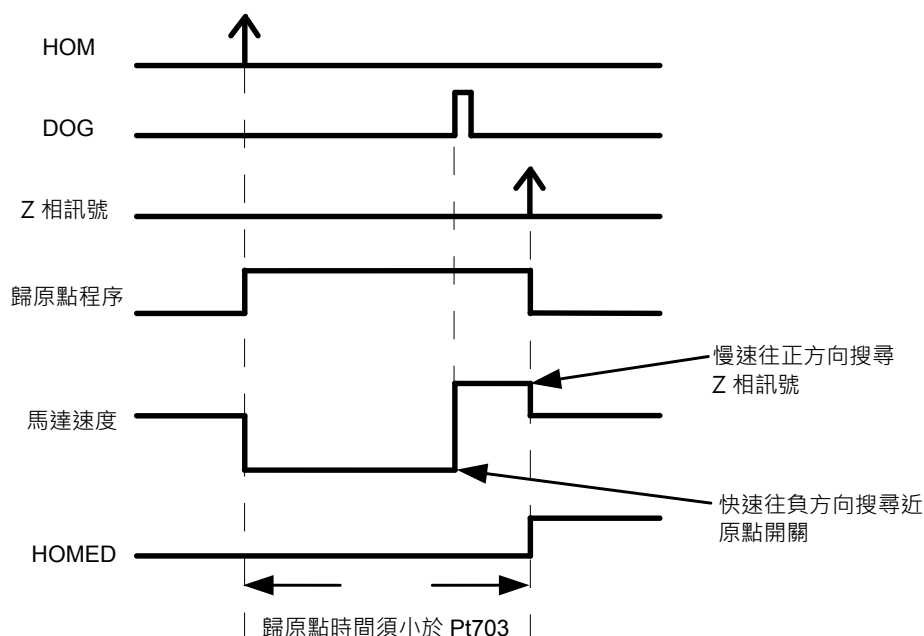 HOM
DOG
Z 相訊號
歸原點程序
慢速往正方向搜尋
Z 相訊號
馬達速度
快速往負方向搜尋近
原點開關
HOMED
歸原點時間須小於 Pt703